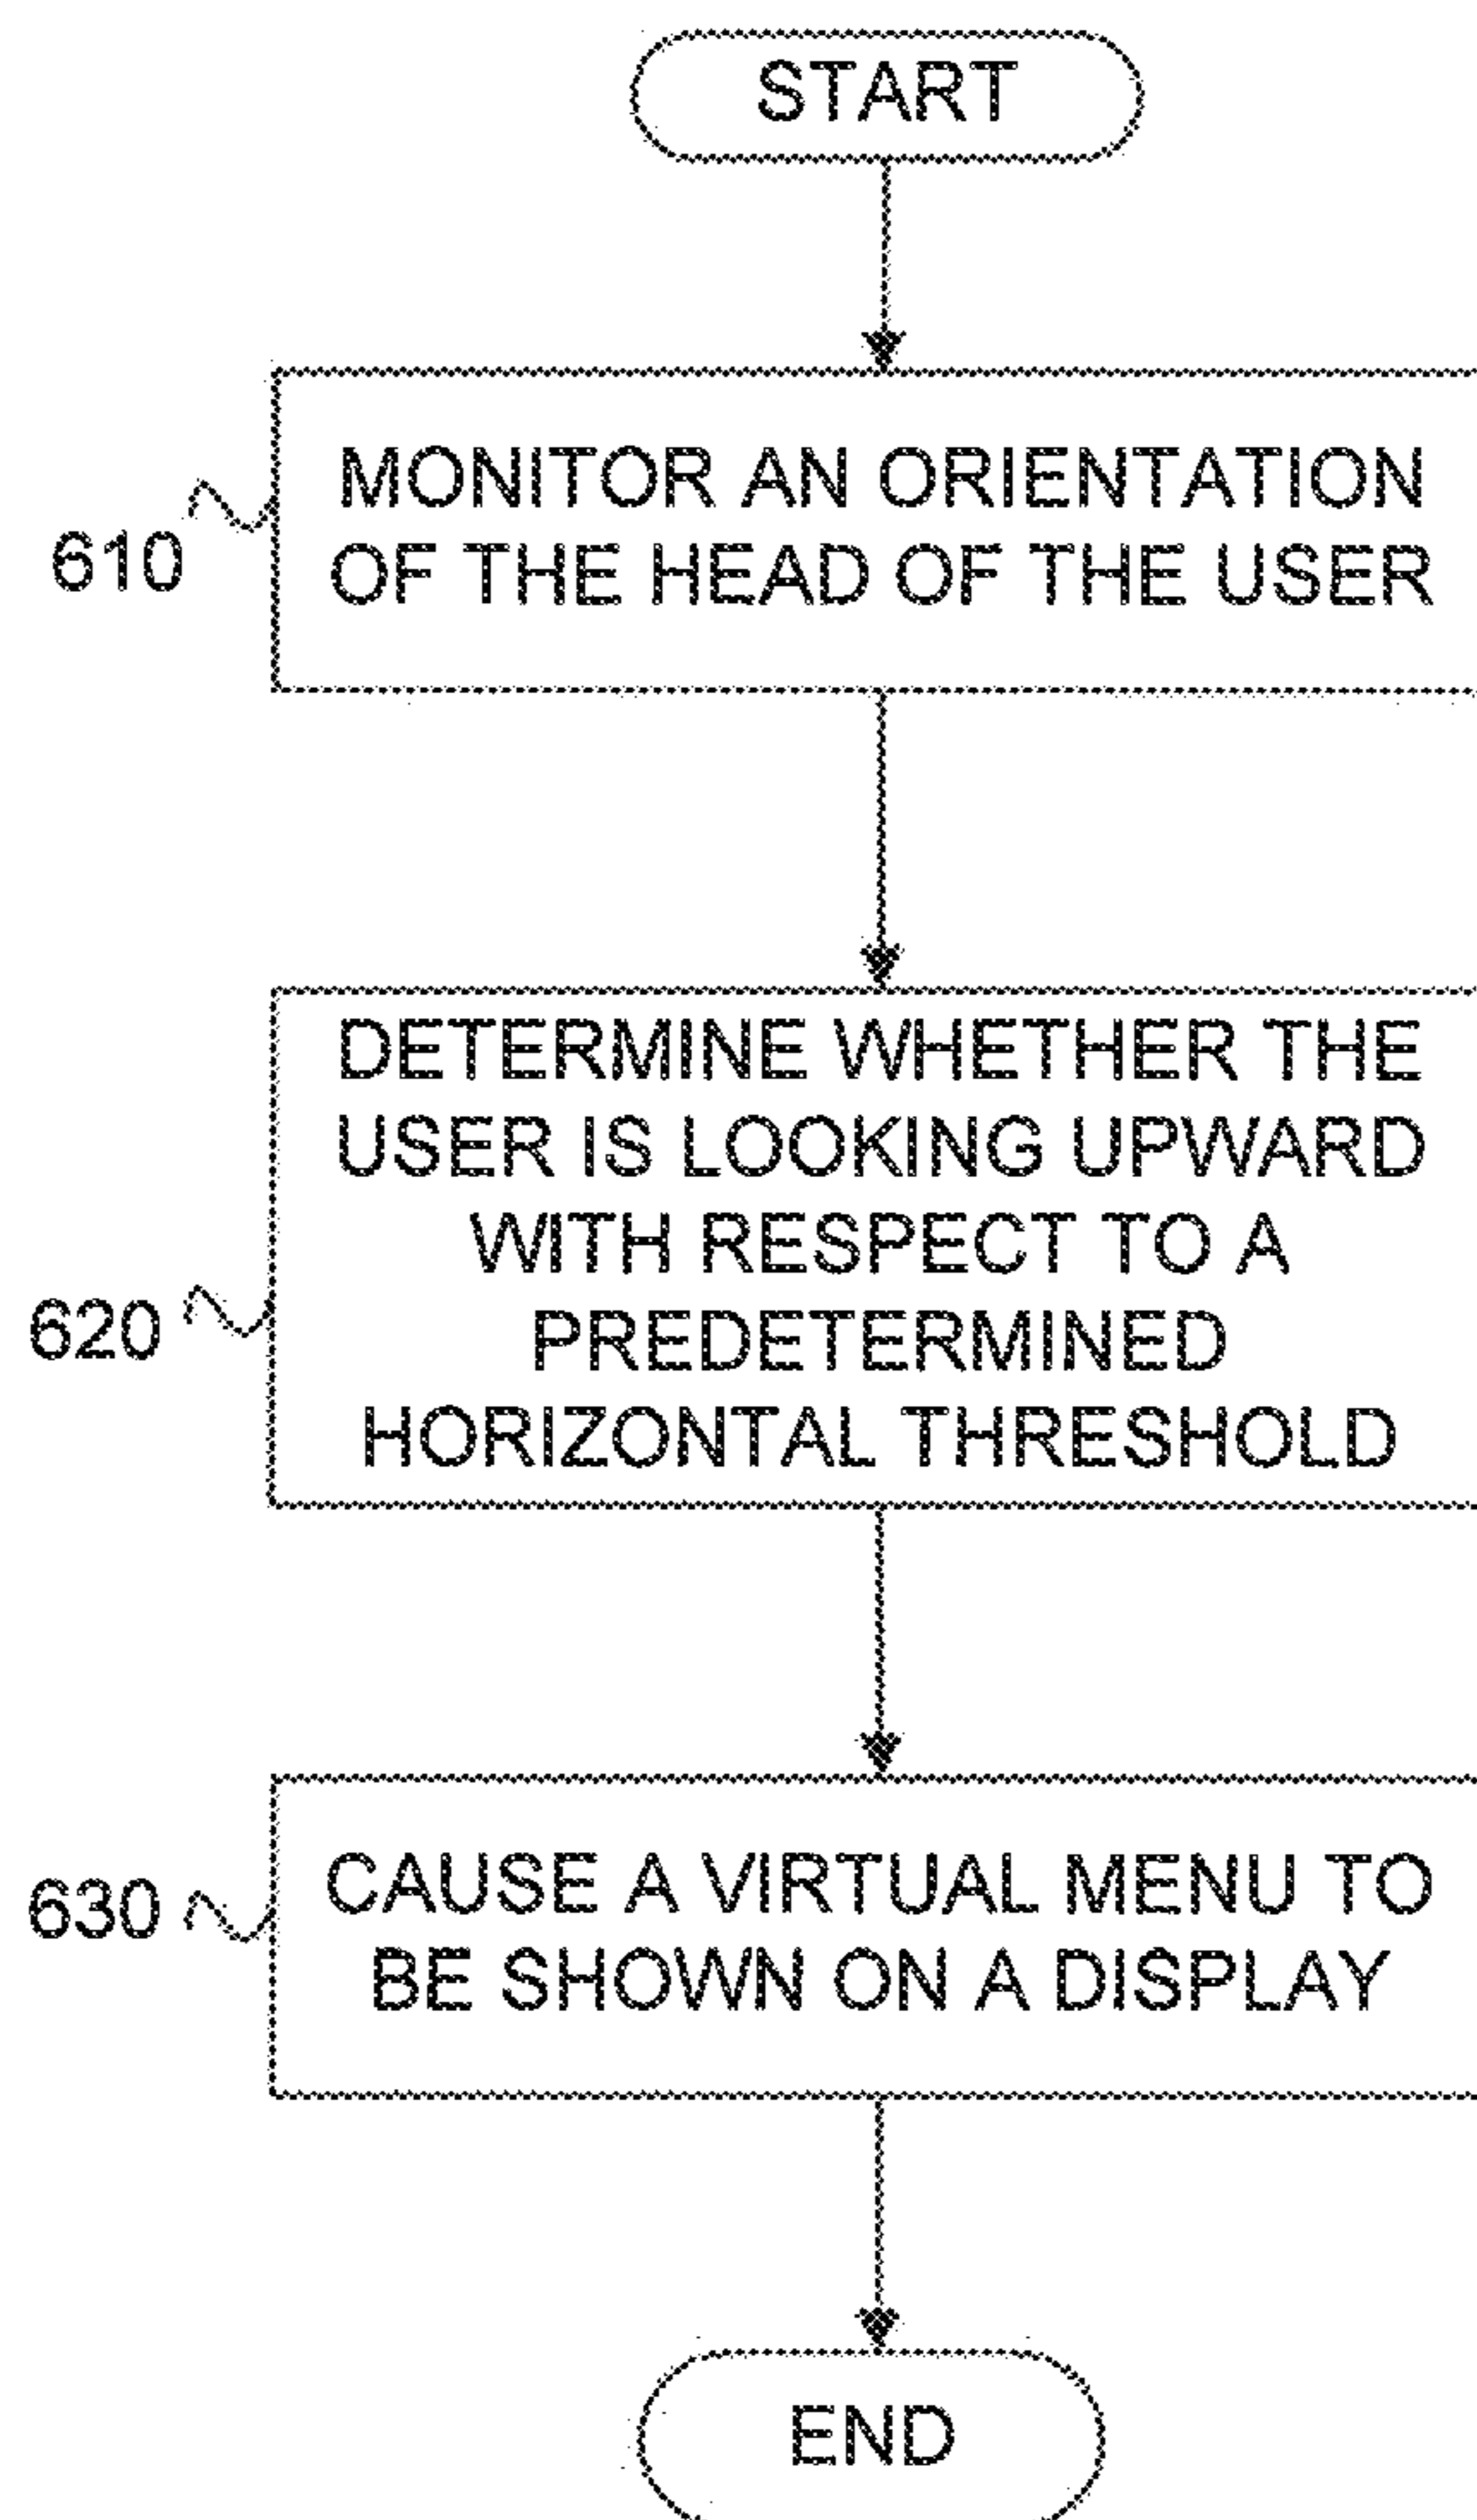 START
MONITOR AN ORIENTATION
OF THE HEAD OF THE USER
610
DETERMINE WHETHER THE
USER IS LOOKING UPWARD
WITH RESPECT TO A
PREDETERMINED
HORIZONTAL THRESHOLD
620
CAUSE A VIRTUAL MENU TO
BE SHOWN ON A DISPLAY
630
END